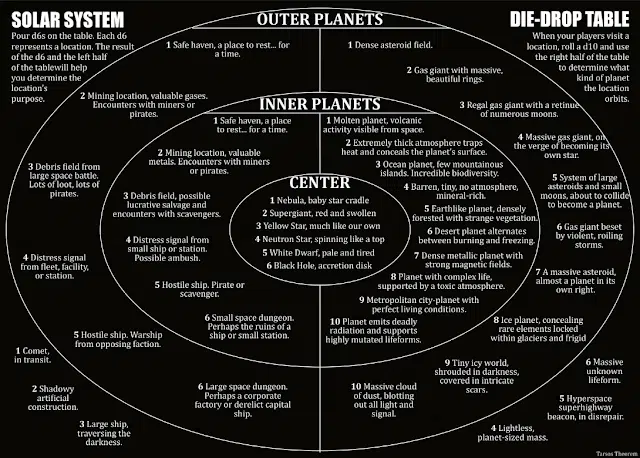 SOLAR SYSTEM
Pour d6s on the table. Each d6
represents a location. The result
of the d6 and the left half
of the tablewill help
you determine the
location's
purpose.
DIE-DROP TABLE
When your players visit a
location, roll a d10 and use
the right half of the table
to determine what
kind of planet
the location
orbits.
OUTER PLANETS
1 Safe haven, a place to rest... for
a time.
2 Mining location, valuable gases.
Encounters with miners or
pirates.
3 Debris field from
large space battle.
Lots of loot, lots of
pirates.
4 Distress signal
from fleet, facility,
or station.
5 Hostile ship. Warship
from opposing faction.
6 Large space dungeon.
Perhaps a corporate
factory or derelict capital
ship.
1 Dense asteroid field.
2 Gas giant with massive,
beautiful rings.
3 Regal gas giant with a retinue
of numerous moons.
4 Massive gas giant, on
the verge of becoming its
own star.
5 System of large
asteroids and small
moons, about to collide
to become a planet.
6 Gas giant beset
by violent, roiling
storms.
7 A massive asteroid,
almost a planet in its
own right.
8 Ice planet, concealing
rare elements locked
within glaciers and frigid
9 Tiny icy world,
shrouded in darkness,
covered in intricate
scars.
10 Massive cloud
of dust, blotting
out all light and
signal.
INNER PLANETS
1 Safe haven, a place
to rest... for a time.
2 Mining location, valuable
metals. Encounters with miners
or pirates.
3 Debris field, possible
lucrative salvage and
encounters with scavengers.
4 Distress signal from
small ship or station.
Possible ambush.
5 Hostile ship. Pirate or
scavenger.
6 Small space dungeon.
Perhaps the ruins of a
ship or small station.
1 Molten planet, volcanic
activity visible from space.
2 Extremely thick atmosphere traps
heat and conceals the planet's surface.
3 Ocean planet, few mountainous
islands. Incredible biodiversity.
4 Barren, tiny, no atmosphere,
mineral-rich.
5 Earthlike planet, densely
forested with strange vegetation.
6 Desert planet alternates
between burning and freezing.
7 Dense metallic planet with
strong magnetic fields.
8 Planet with complex life,
supported by a toxic atmosphere.
9 Metropolitan city-planet with
perfect living conditions.
10 Planet emits deadly
radiation and supports
highly mutated lifeforms.
CENTER
1 Nebula, baby star cradle
2 Supergiant, red and swollen
3 Yellow Star, much like our own
4 Neutron Star, spinning like a top
5 White Dwarf, pale and tired
6 Black Hole, accretion disk
1 Comet,
in transit.
2 Shadowy
artificial
construction.
3 Large ship,
traversing the
darkness.
4 Lightless,
planet-sized mass.
5 Hyperspace
superhighway
beacon, in disrepair.
6 Massive
unknown
lifeform.
Tarsos Theorem